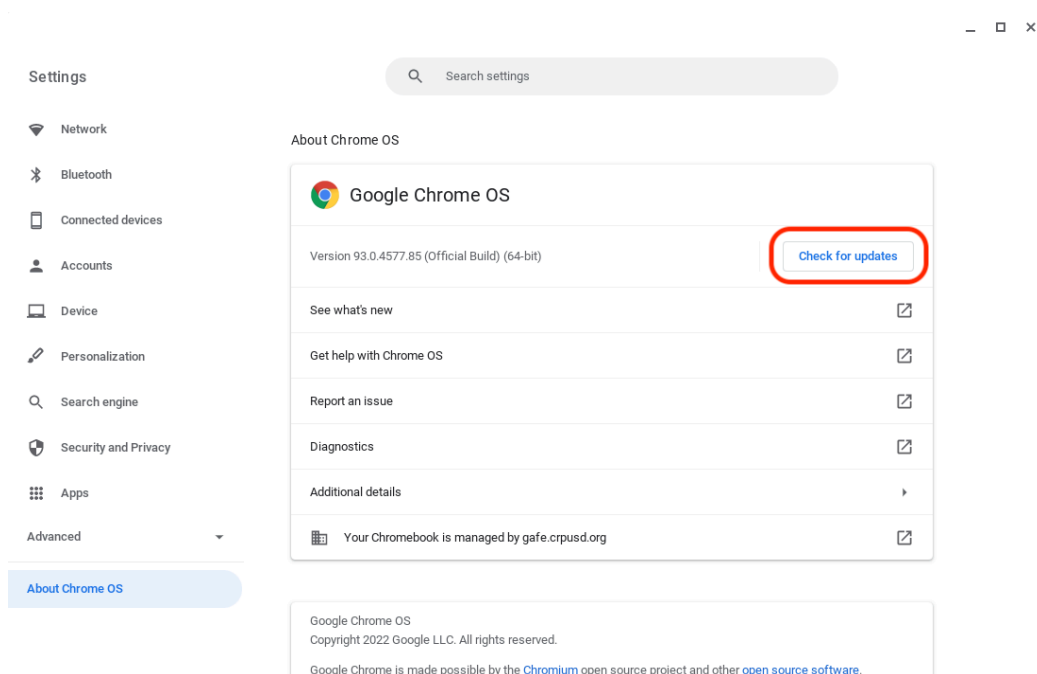 Settings
Search settings
Network
Bluetooth
Connected devices
Accounts
Device
Personalization
Search engine
Security and Privacy
Apps
Advanced
About Chrome OS
About Chrome OS
Google Chrome OS
Version 93.0.4577.85 (Official Build) (64-bit)
Check for updates
See what's new
Get help with Chrome OS
Report an issue
Diagnostics
Additional details
Your Chromebook is managed by gafe.crpusd.org
Google Chrome OS
Copyright 2022 Google LLC. All rights reserved.
Google Chrome is made possible by the Chromium open source project and other open source software.